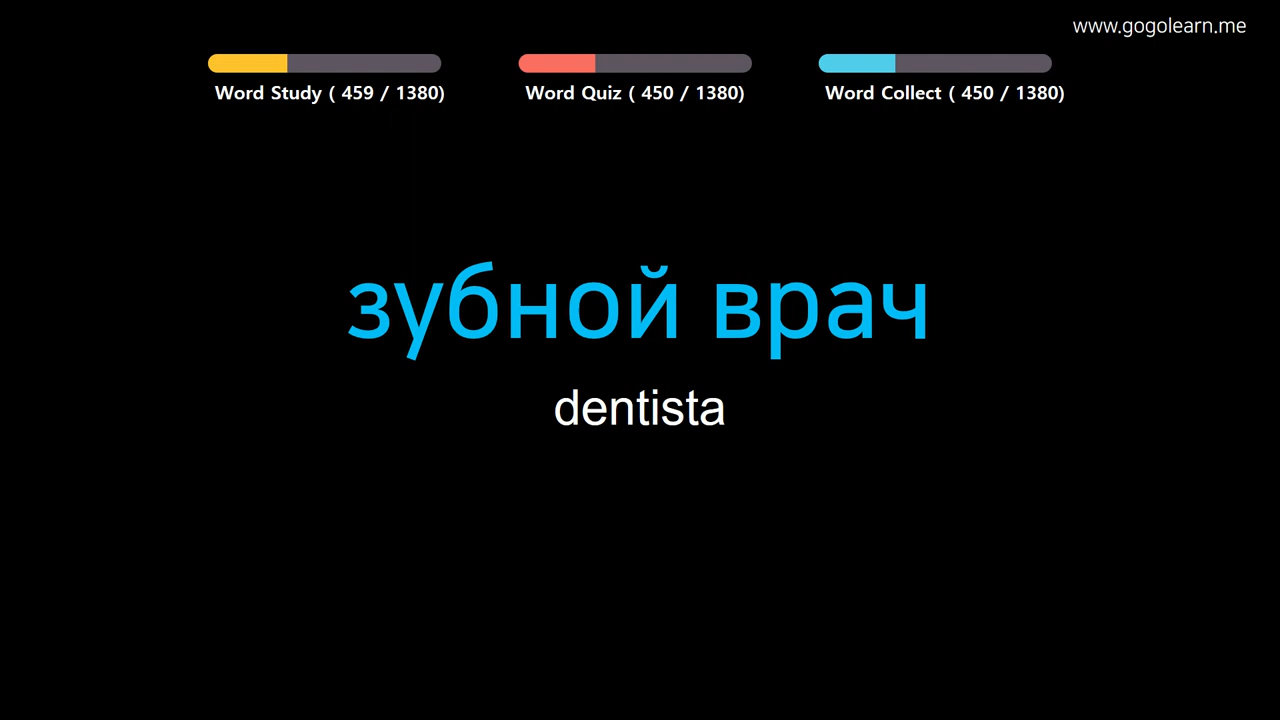 www.gogolearn.me
Word Study ( 459 / 1380)
Word Quiz ( 450 / 1380)
Word Collect ( 450 / 1380)
зубной врач
dentista